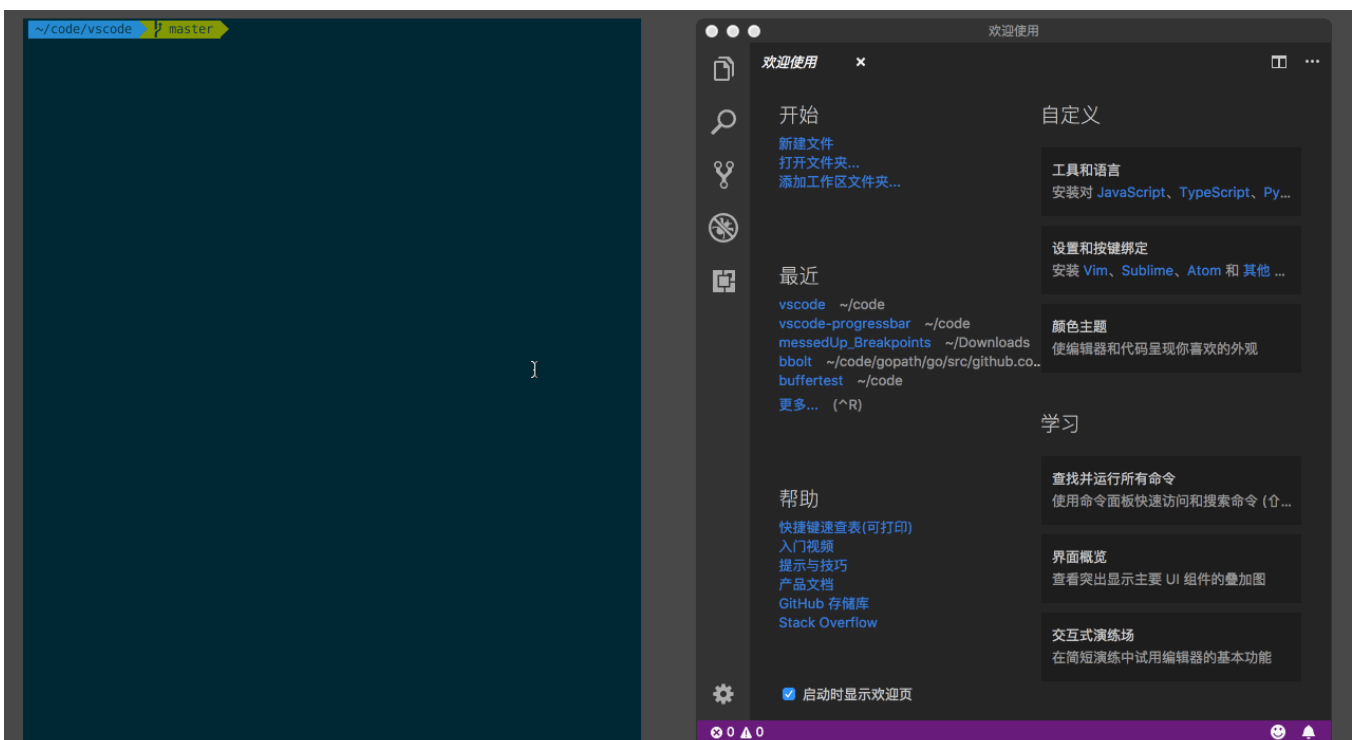 ~/code/vscode master
欢迎使用
欢迎使用
开始
新建文件
打开文件夹...
添加工作区文件夹...
最近
vscode ~/code
vscode-progressbar ~/code
messedUp_Breakpoints ~/Downloads
bbolt ~/code/gopath/go/src/github.co...
buffertest ~/code
更多... (^R)
帮助
快捷键速查表(可打印)
入门视频
提示与技巧
产品文档
GitHub 存储库
Stack Overflow
启动时显示欢迎页
自定义
工具和语言
安装对 JavaScript、TypeScript、Py...
设置和按键绑定
安装 Vim、Sublime、Atom 和 其他 ...
颜色主题
使编辑器和代码呈现你喜欢的外观
学习
查找并运行所有命令
使用命令面板快速访问和搜索命令 (⇧...
界面概览
查看突出显示主要 UI 组件的叠加图
交互式演练场
在简短演练中试用编辑器的基本功能
0 0